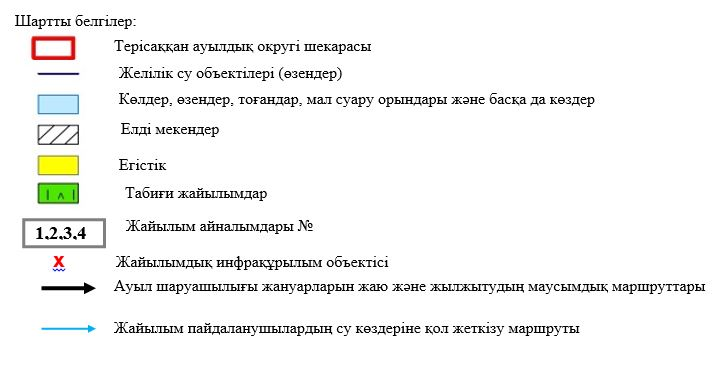 Шартты белгілер:
Терісаққан ауылдық округі шекарасы
Желілік су объектілері (өзендер)
Көлдер, өзендер, тоғандар, мал суару орындары және басқа да көздер
Елді мекендер
Егістік
Табиғи жайылымдар
1,2,3,4 Жайылым айналымдары №
х Жайылымдық инфрақұрылым объектісі
Ауыл шаруашылығы жануарларын жаю және жылжытудың маусымдық маршруттары
Жайылым пайдаланушылардың су көздеріне қол жеткізу маршруты